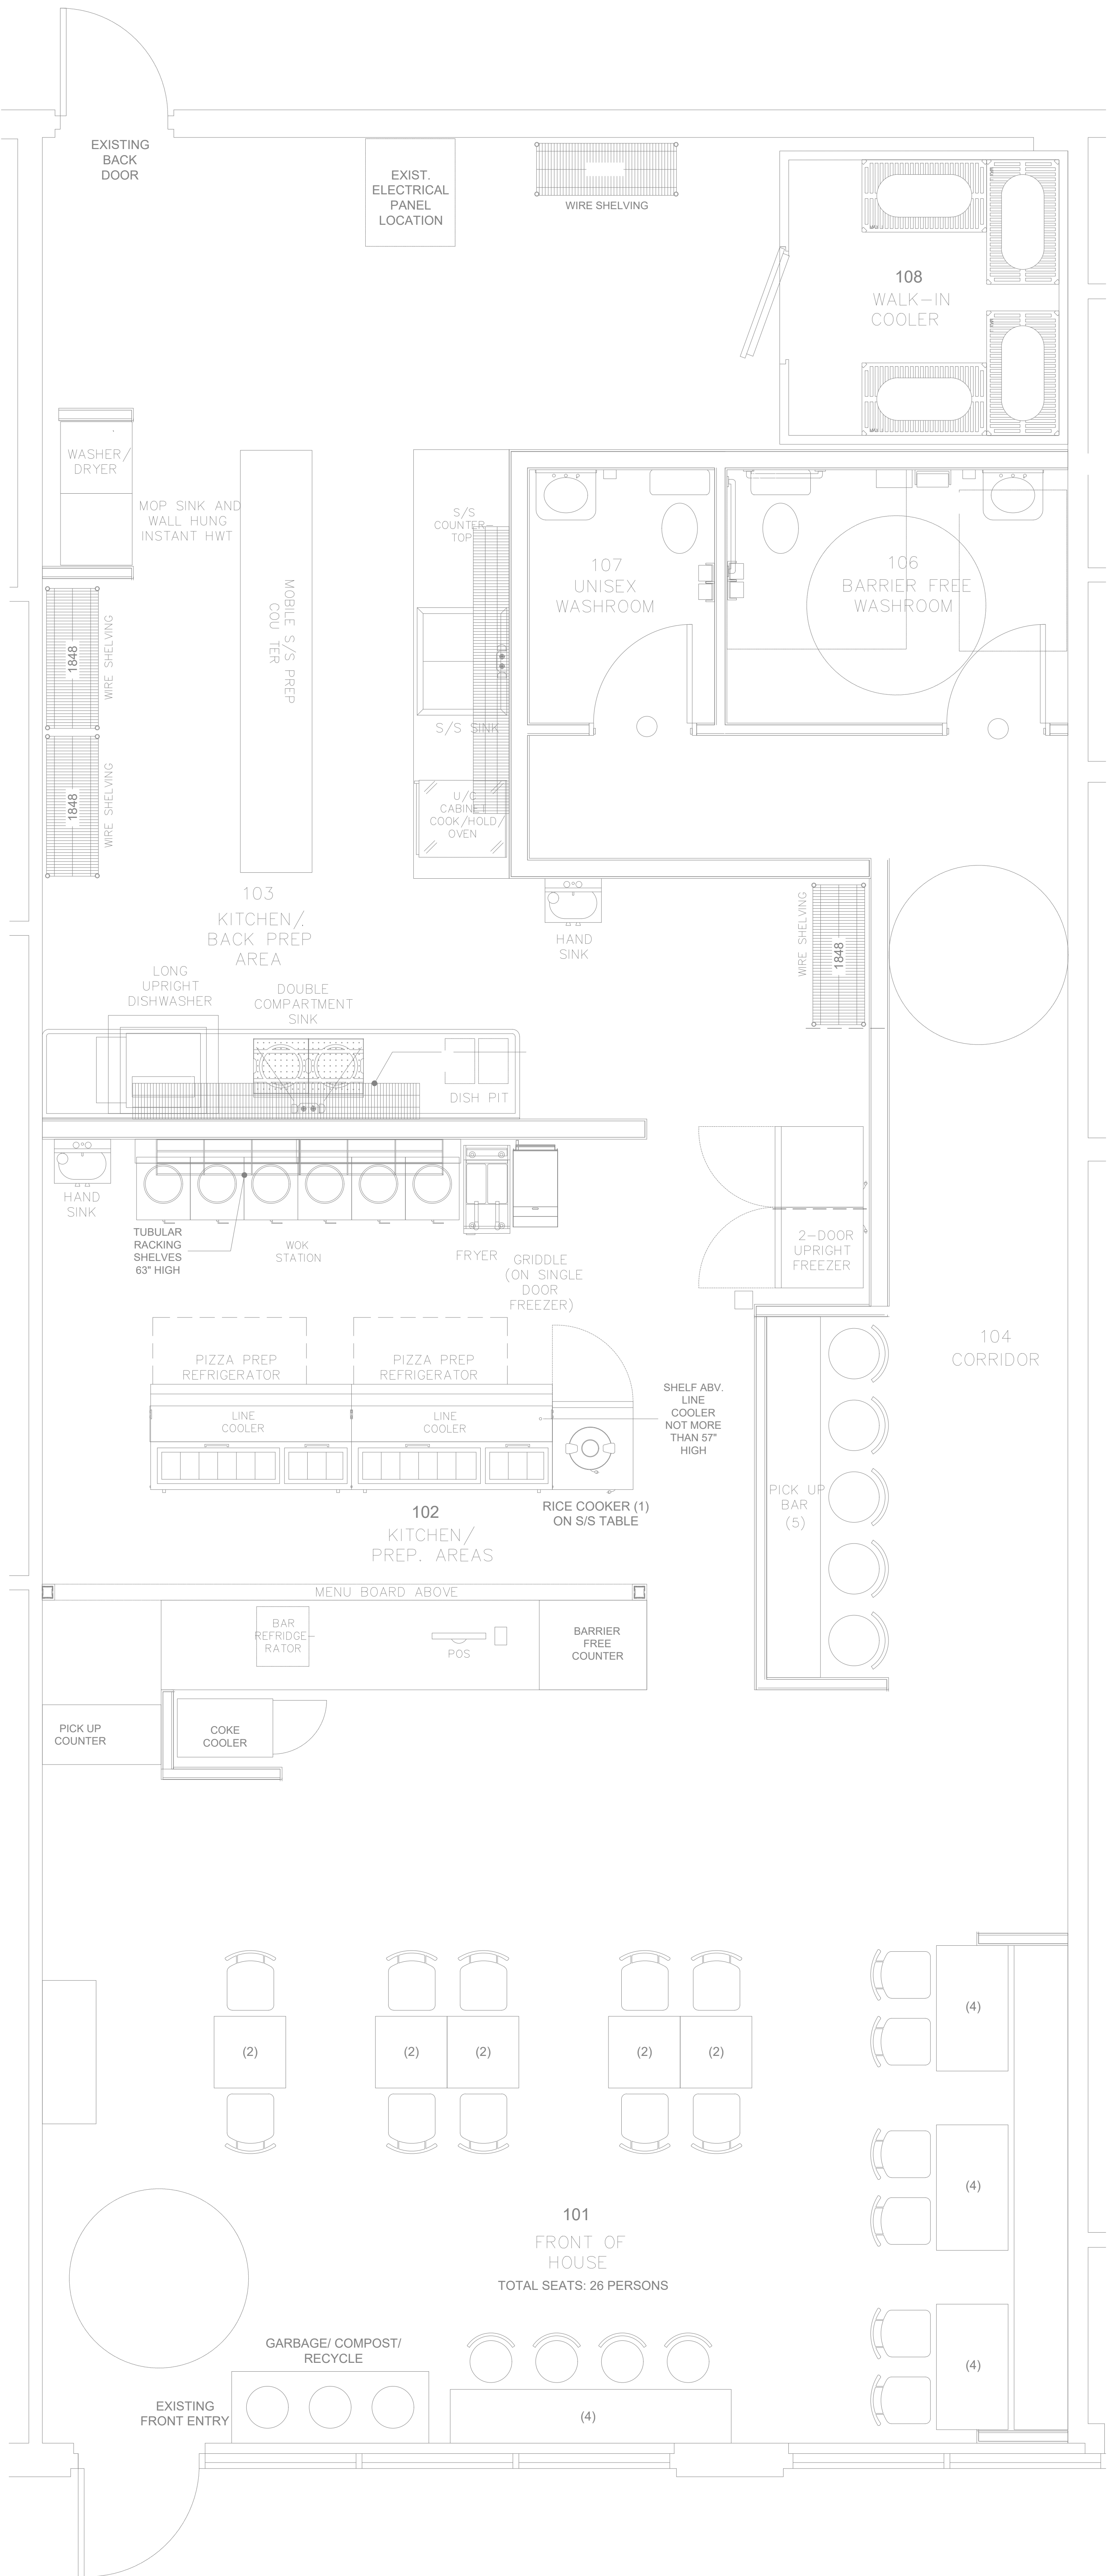 EXISTING
BACK
DOOR
EXIST.
ELECTRICAL
PANEL
LOCATION
WIRE SHELVING
108
WALK-IN
COOLER
WASHER/
DRYER
MOP SINK AND
WALL HUNG
INSTANT HWT
S/S
COUNTER-
TOP
107
UNISEX
WASHROOM
106
BARRIER FREE
WASHROOM
MOBILE S/S PREP
COU TER
1848
WIRE SHELVING
S/S SINK
1848
WIRE SHELVING
U/C
CABINET
COOK/HOLD/
OVEN
103
KITCHEN/
BACK PREP
AREA
HAND
SINK
WIRE SHELVING
1848
LONG
UPRIGHT
DISHWASHER
DOUBLE
COMPARTMENT
SINK
DISH PIT
HAND
SINK
TUBULAR
RACKING
SHELVES
63" HIGH
WOK
STATION
FRYER
GRIDDLE
(ON SINGLE
DOOR
FREEZER)
2-DOOR
UPRIGHT
FREEZER
104
CORRIDOR
PIZZA PREP
REFRIGERATOR
PIZZA PREP
REFRIGERATOR
LINE
COOLER
LINE
COOLER
SHELF ABV.
LINE
COOLER
NOT MORE
THAN 57"
HIGH
RICE COOKER (1)
ON S/S TABLE
PICK UP
BAR
(5)
102
KITCHEN/
PREP. AREAS
MENU BOARD ABOVE
BAR
REFRIDGE-
RATOR
POS
BARRIER
FREE
COUNTER
PICK UP
COUNTER
COKE
COOLER
(2)
(2)
(2)
(2)
(2)
(4)
(4)
(4)
101
FRONT OF
HOUSE
TOTAL SEATS: 26 PERSONS
GARBAGE/ COMPOST/
RECYCLE
EXISTING
FRONT ENTRY
(4)